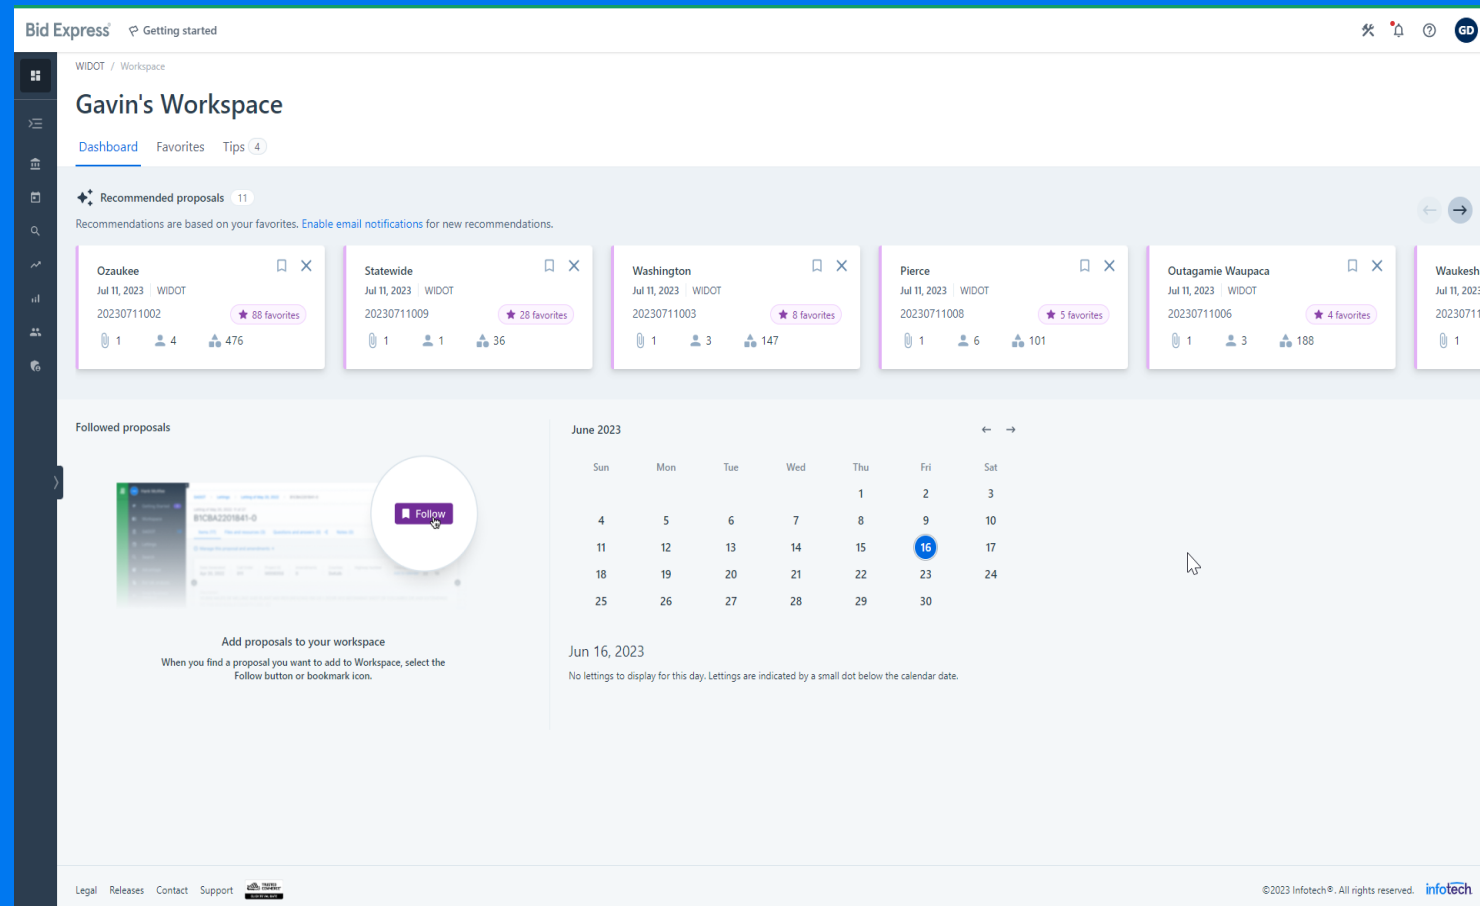 Bid Express® Getting started GD
WIDOT / Workspace
Gavin's Workspace
Dashboard Favorites Tips 4
Recommended proposals 11
Recommendations are based on your favorites. Enable email notifications for new recommendations.
Ozaukee
Jul 11, 2023 WIDOT
20230711002 88 favorites
1 4 476
Statewide
Jul 11, 2023 WIDOT
20230711009 28 favorites
1 1 36
Washington
Jul 11, 2023 WIDOT
20230711003 8 favorites
1 3 147
Pierce
Jul 11, 2023 WIDOT
20230711008 5 favorites
1 6 101
Outagamie Waupaca
Jul 11, 2023 WIDOT
20230711006 4 favorites
1 3 188
Waukesh
Jul 11, 2023
2023071
1
Followed proposals
B1CBA2201841-0
Follow
Add proposals to your workspace
When you find a proposal you want to add to Workspace, select the
Follow button or bookmark icon.
June 2023
Sun Mon Tue Wed Thu Fri Sat
1 2 3
4 5 6 7 8 9 10
11 12 13 14 15 16 17
18 19 20 21 22 23 24
25 26 27 28 29 30
Jun 16, 2023
No lettings to display for this day. Lettings are indicated by a small dot below the calendar date.
Legal Releases Contact Support
©2023 Infotech®. All rights reserved. infotech